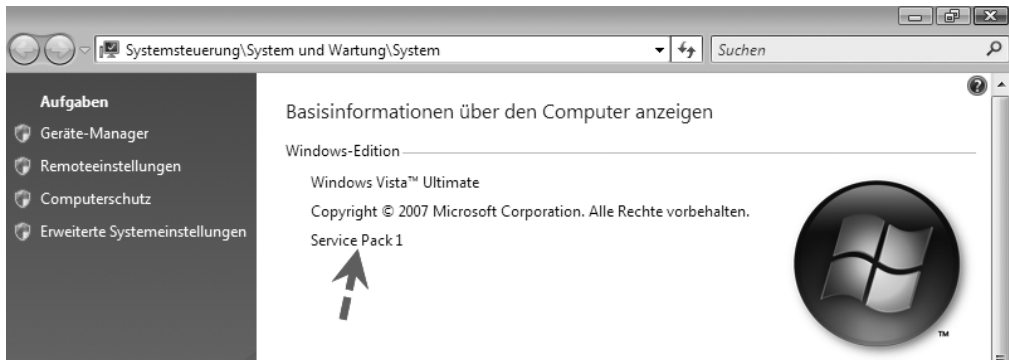 Systemsteuerung\System und Wartung\System
Suchen
Aufgaben
Geräte-Manager
Remoteeinstellungen
Computerschutz
Erweiterte Systemeinstellungen
Basisinformationen über den Computer anzeigen
Windows-Edition
Windows Vista™ Ultimate
Copyright © 2007 Microsoft Corporation. Alle Rechte vorbehalten.
Service Pack 1
TM